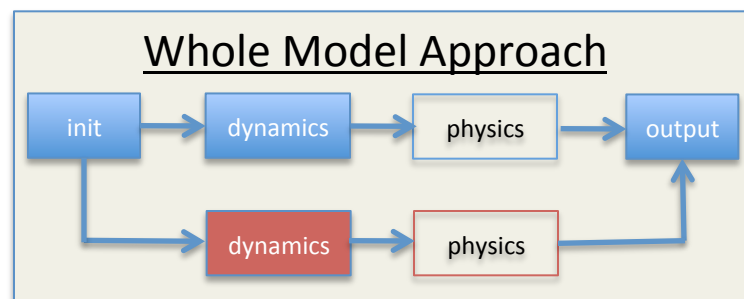 Whole Model Approach
init
dynamics
physics
output
dynamics
physics